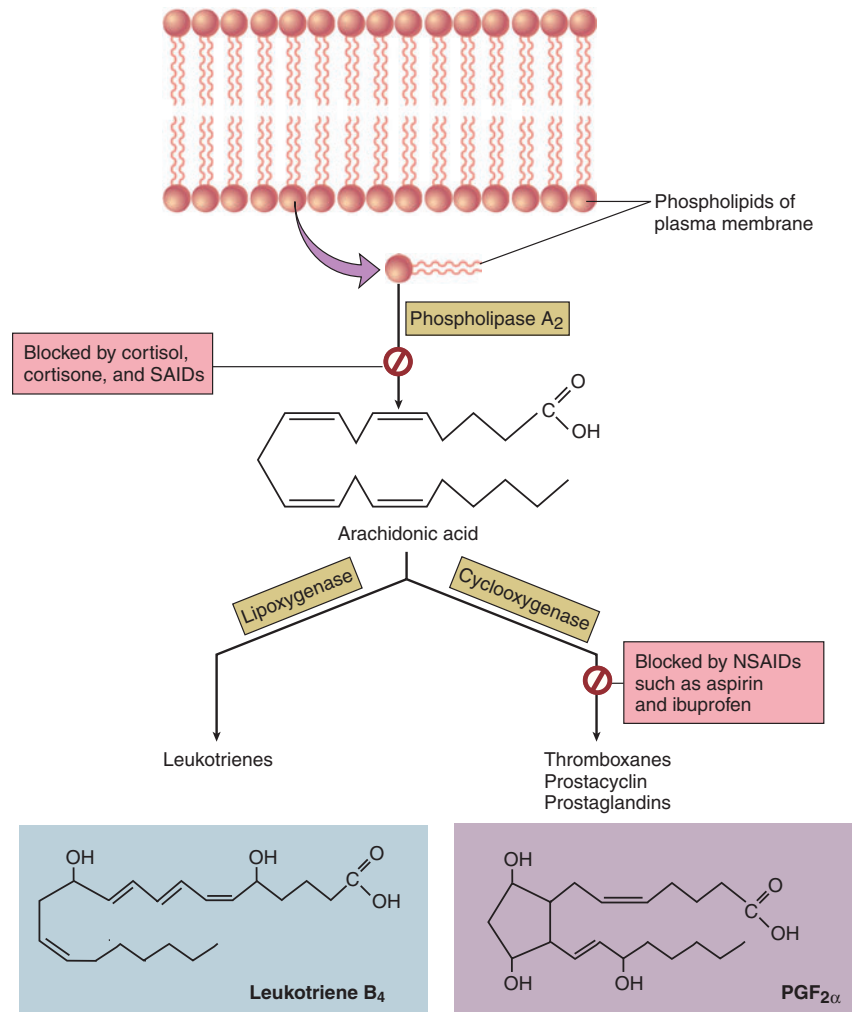 Phospholipids of
plasma membrane
Phospholipase A₂
Blocked by cortisol,
cortisone, and SAIDs
O
C
OH
Arachidonic acid
Lipoxygenase
Cyclooxygenase
Blocked by NSAIDs
such as aspirin
and ibuprofen
Leukotrienes
Thromboxanes
Prostacyclin
Prostaglandins
OH
OH
O
C
OH
Leukotriene B₄
OH
O
C
OH
OH
OH
PGF₂α